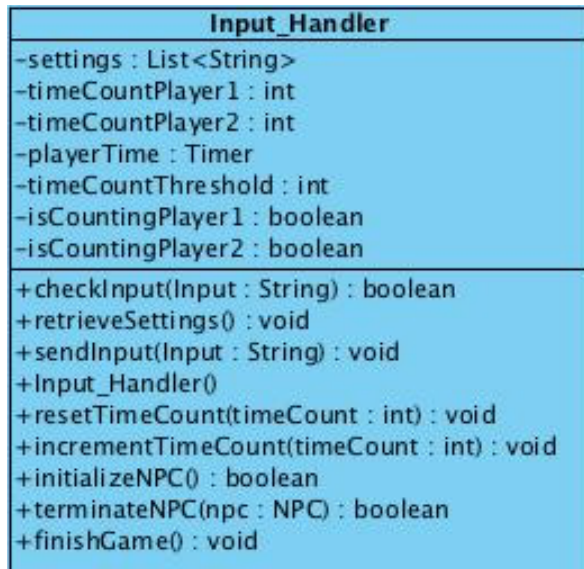 Input_Handler
-settings : List<String>
-timeCountPlayer1 : int
-timeCountPlayer2 : int
-playerTime : Timer
-timeCountThreshold : int
-isCountingPlayer1 : boolean
-isCountingPlayer2 : boolean
+checkInput(Input : String) : boolean
+retrieveSettings() : void
+sendInput(Input : String) : void
+Input_Handler()
+resetTimeCount(timeCount : int) : void
+incrementTimeCount(timeCount : int) : void
+initializeNPC() : boolean
+terminateNPC(npc : NPC) : boolean
+finishGame() : void